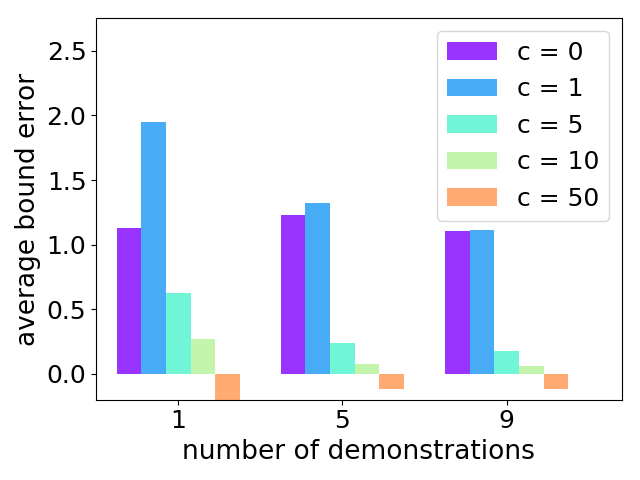 average bound error
2.5
2.0
1.5
1.0
0.5
0.0
c = 0
c = 1
c = 5
c = 10
c = 50
1 5 9
number of demonstrations